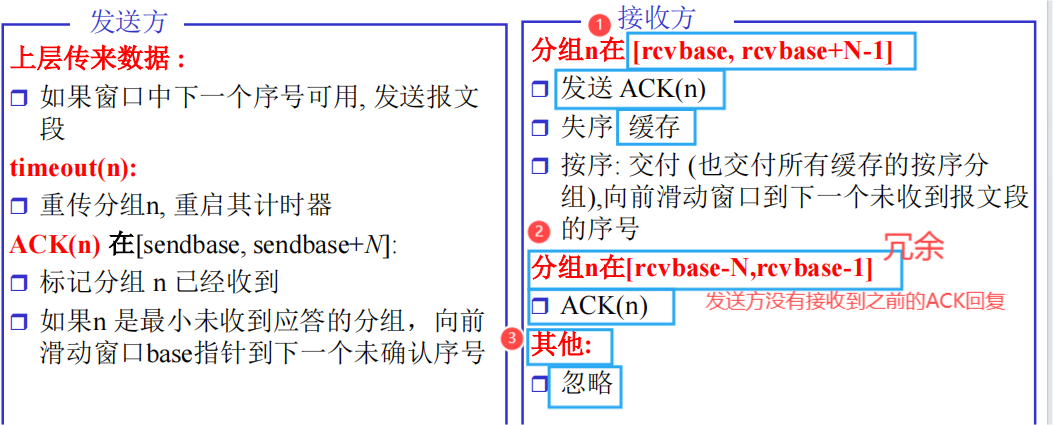 发送方
上层传来数据 :
如果窗口中下一个序号可用, 发送报文
段
timeout(n):
重传分组n, 重启其计时器
ACK(n) 在[sendbase, sendbase+N]:
标记分组 n 已经收到
如果n 是最小未收到应答的分组，向前
滑动窗口base指针到下一个未确认序号
接收方
1
分组n在 [rcvbase, rcvbase+N-1]
发送 ACK(n)
失序 缓存
按序: 交付 (也交付所有缓存的按序分
组),向前滑动窗口到下一个未收到报文段
的序号
2
冗余
分组n在[rcvbase-N,rcvbase-1]
发送方没有接收到之前的ACK回复
ACK(n)
3
其他:
忽略